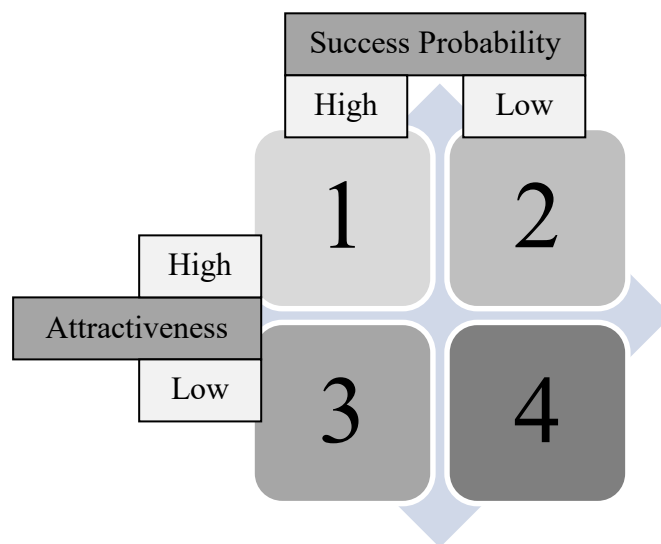 Success Probability
High
Low
1
2
High
Attractiveness
Low
3
4